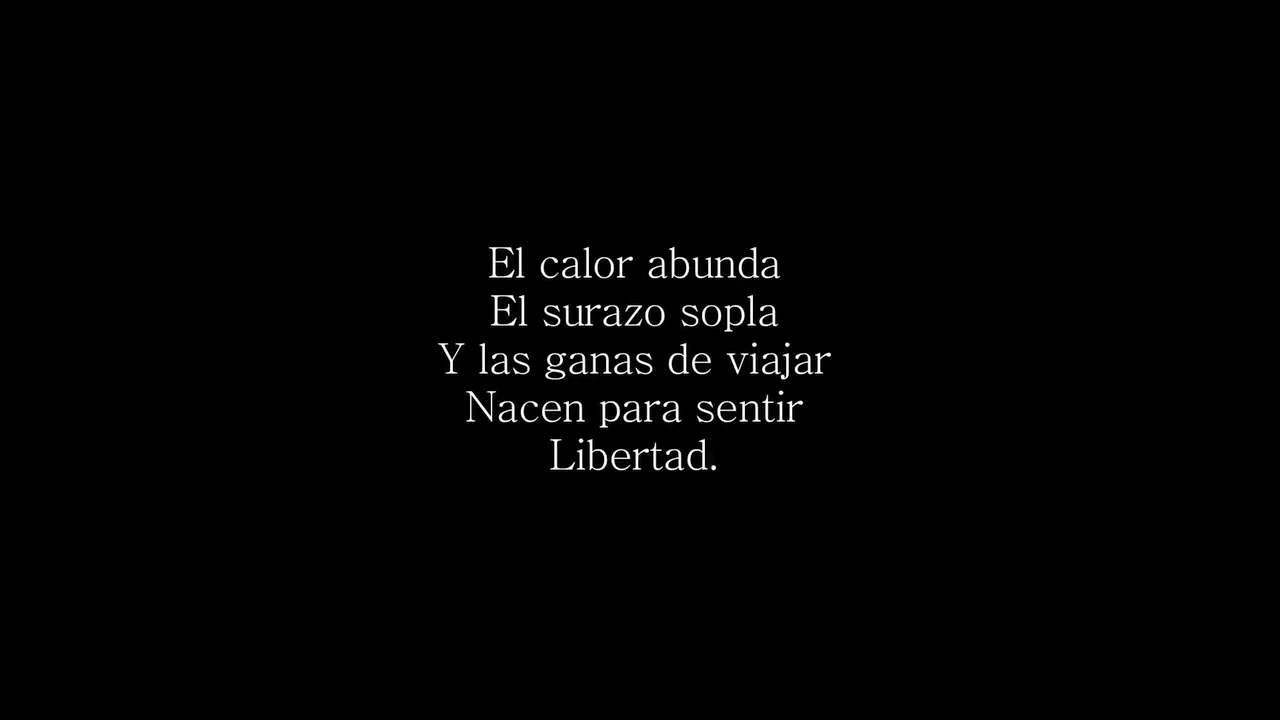 El calor abunda
El surazo sopla
Y las ganas de viajar
Nacen para sentir
Libertad.